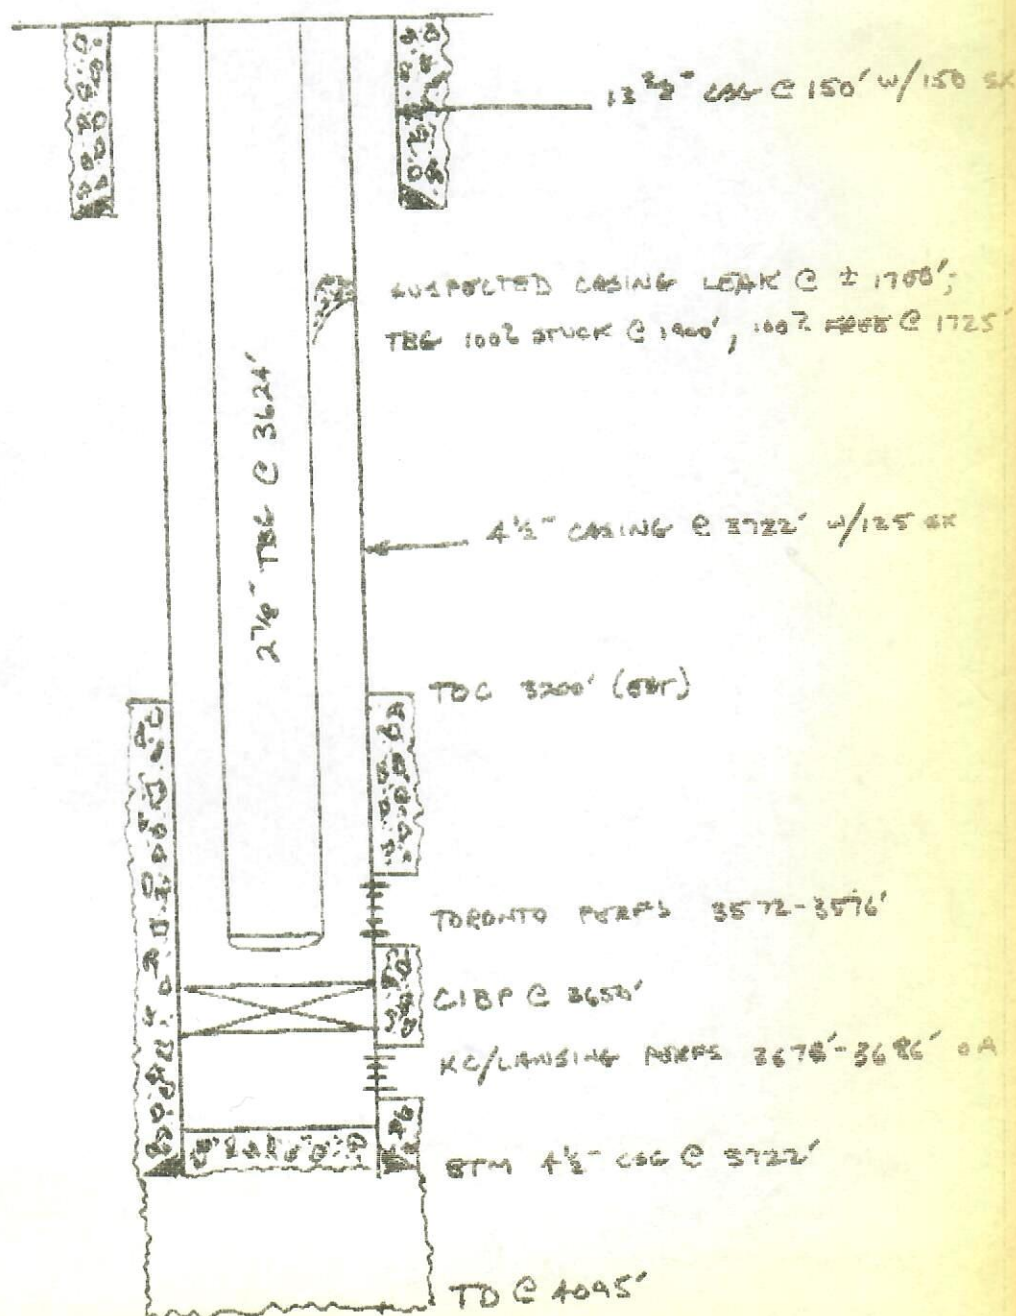 13 3/8" CSG @ 150' W/150 SX
SUSPECTED CASING LEAK @ ± 1700';
TBG 100% STUCK @ 1900', 100% FREE @ 1725'
2 7/8" TBG @ 3624'
4 1/2" CASING @ 3722' W/125 SX
TOC 3200' (EST)
TORONTO PERFS 3572-3576'
CIBP @ 3650'
KC/LANSING PERFS 3678'-3686' OA
BTM 4 1/2" CSG @ 3722'
TD @ 4095'